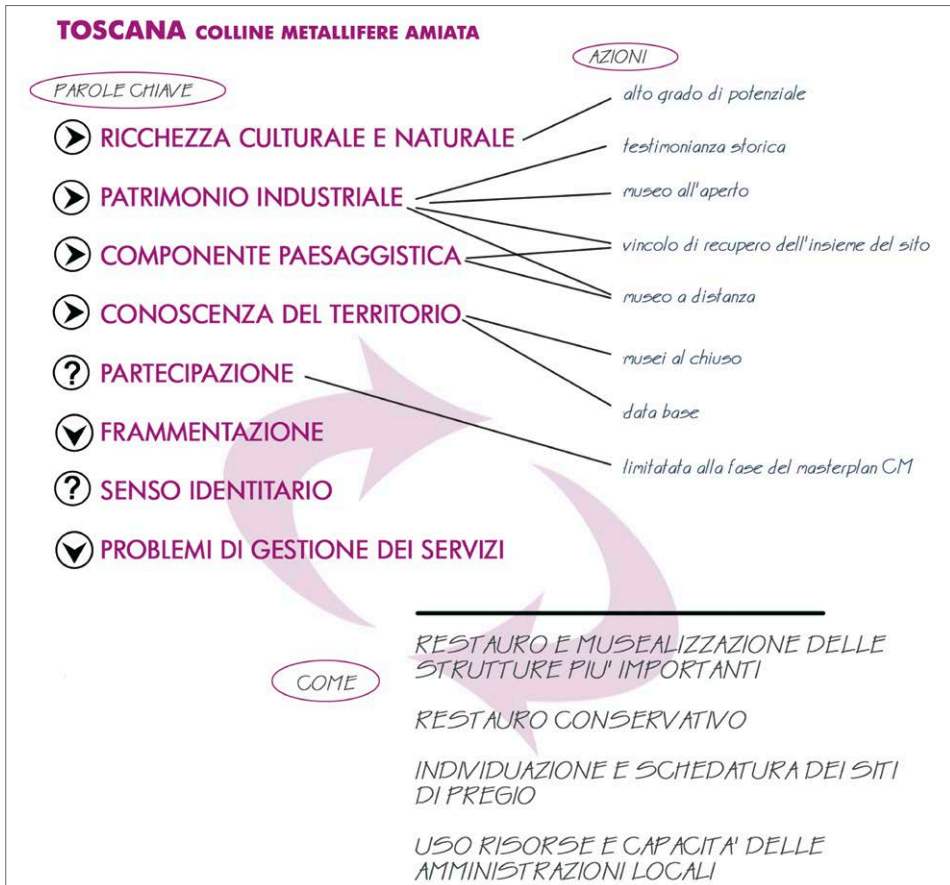 TOSCANA COLLINE METALLIFERE AMIATA
AZIONI
PAROLE CHIAVE
alto grado di potenziale
RICCHEZZA CULTURALE E NATURALE
testimonianza storica
PATRIMONIO INDUSTRIALE
museo all'aperto
COMPONENTE PAESAGGISTICA
vincolo di recupero dell'insieme del sito
museo a distanza
CONOSCENZA DEL TERRITORIO
musei al chiuso
? PARTECIPAZIONE
data base
FRAMMENTAZIONE
limitatata alla fase del masterplan CM
? SENSO IDENTITARIO
PROBLEMI DI GESTIONE DEI SERVIZI
COME
RESTAURO E MUSEALIZZAZIONE DELLE
STRUTTURE PIU' IMPORTANTI
RESTAURO CONSERVATIVO
INDIVIDUAZIONE E SCHEDATURA DEI SITI
DI PREGIO
USO RISORSE E CAPACITA' DELLE
AMMINISTRAZIONI LOCALI